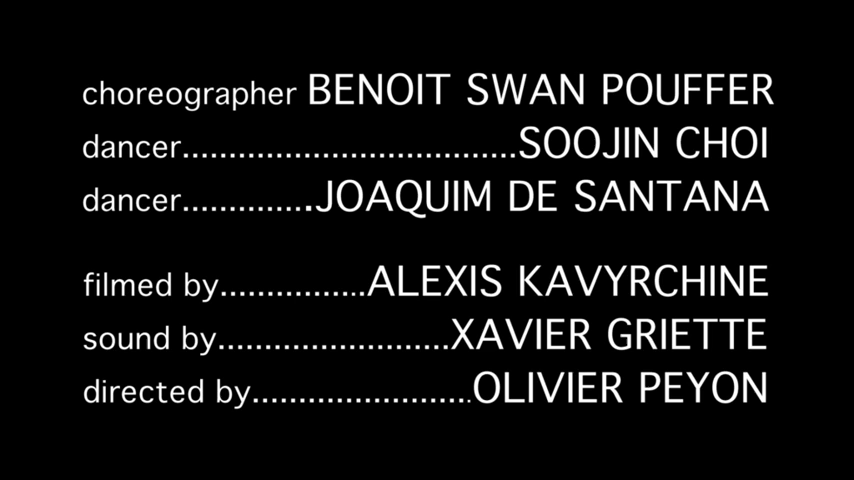 choreographer BENOIT SWAN POUFFER
dancer....................................SOOJIN CHOI
dancer..............JOAQUIM DE SANTANA
filmed by................ALEXIS KAVYRCHINE
sound by.........................XAVIER GRIETTE
directed by........................OLIVIER PEYON